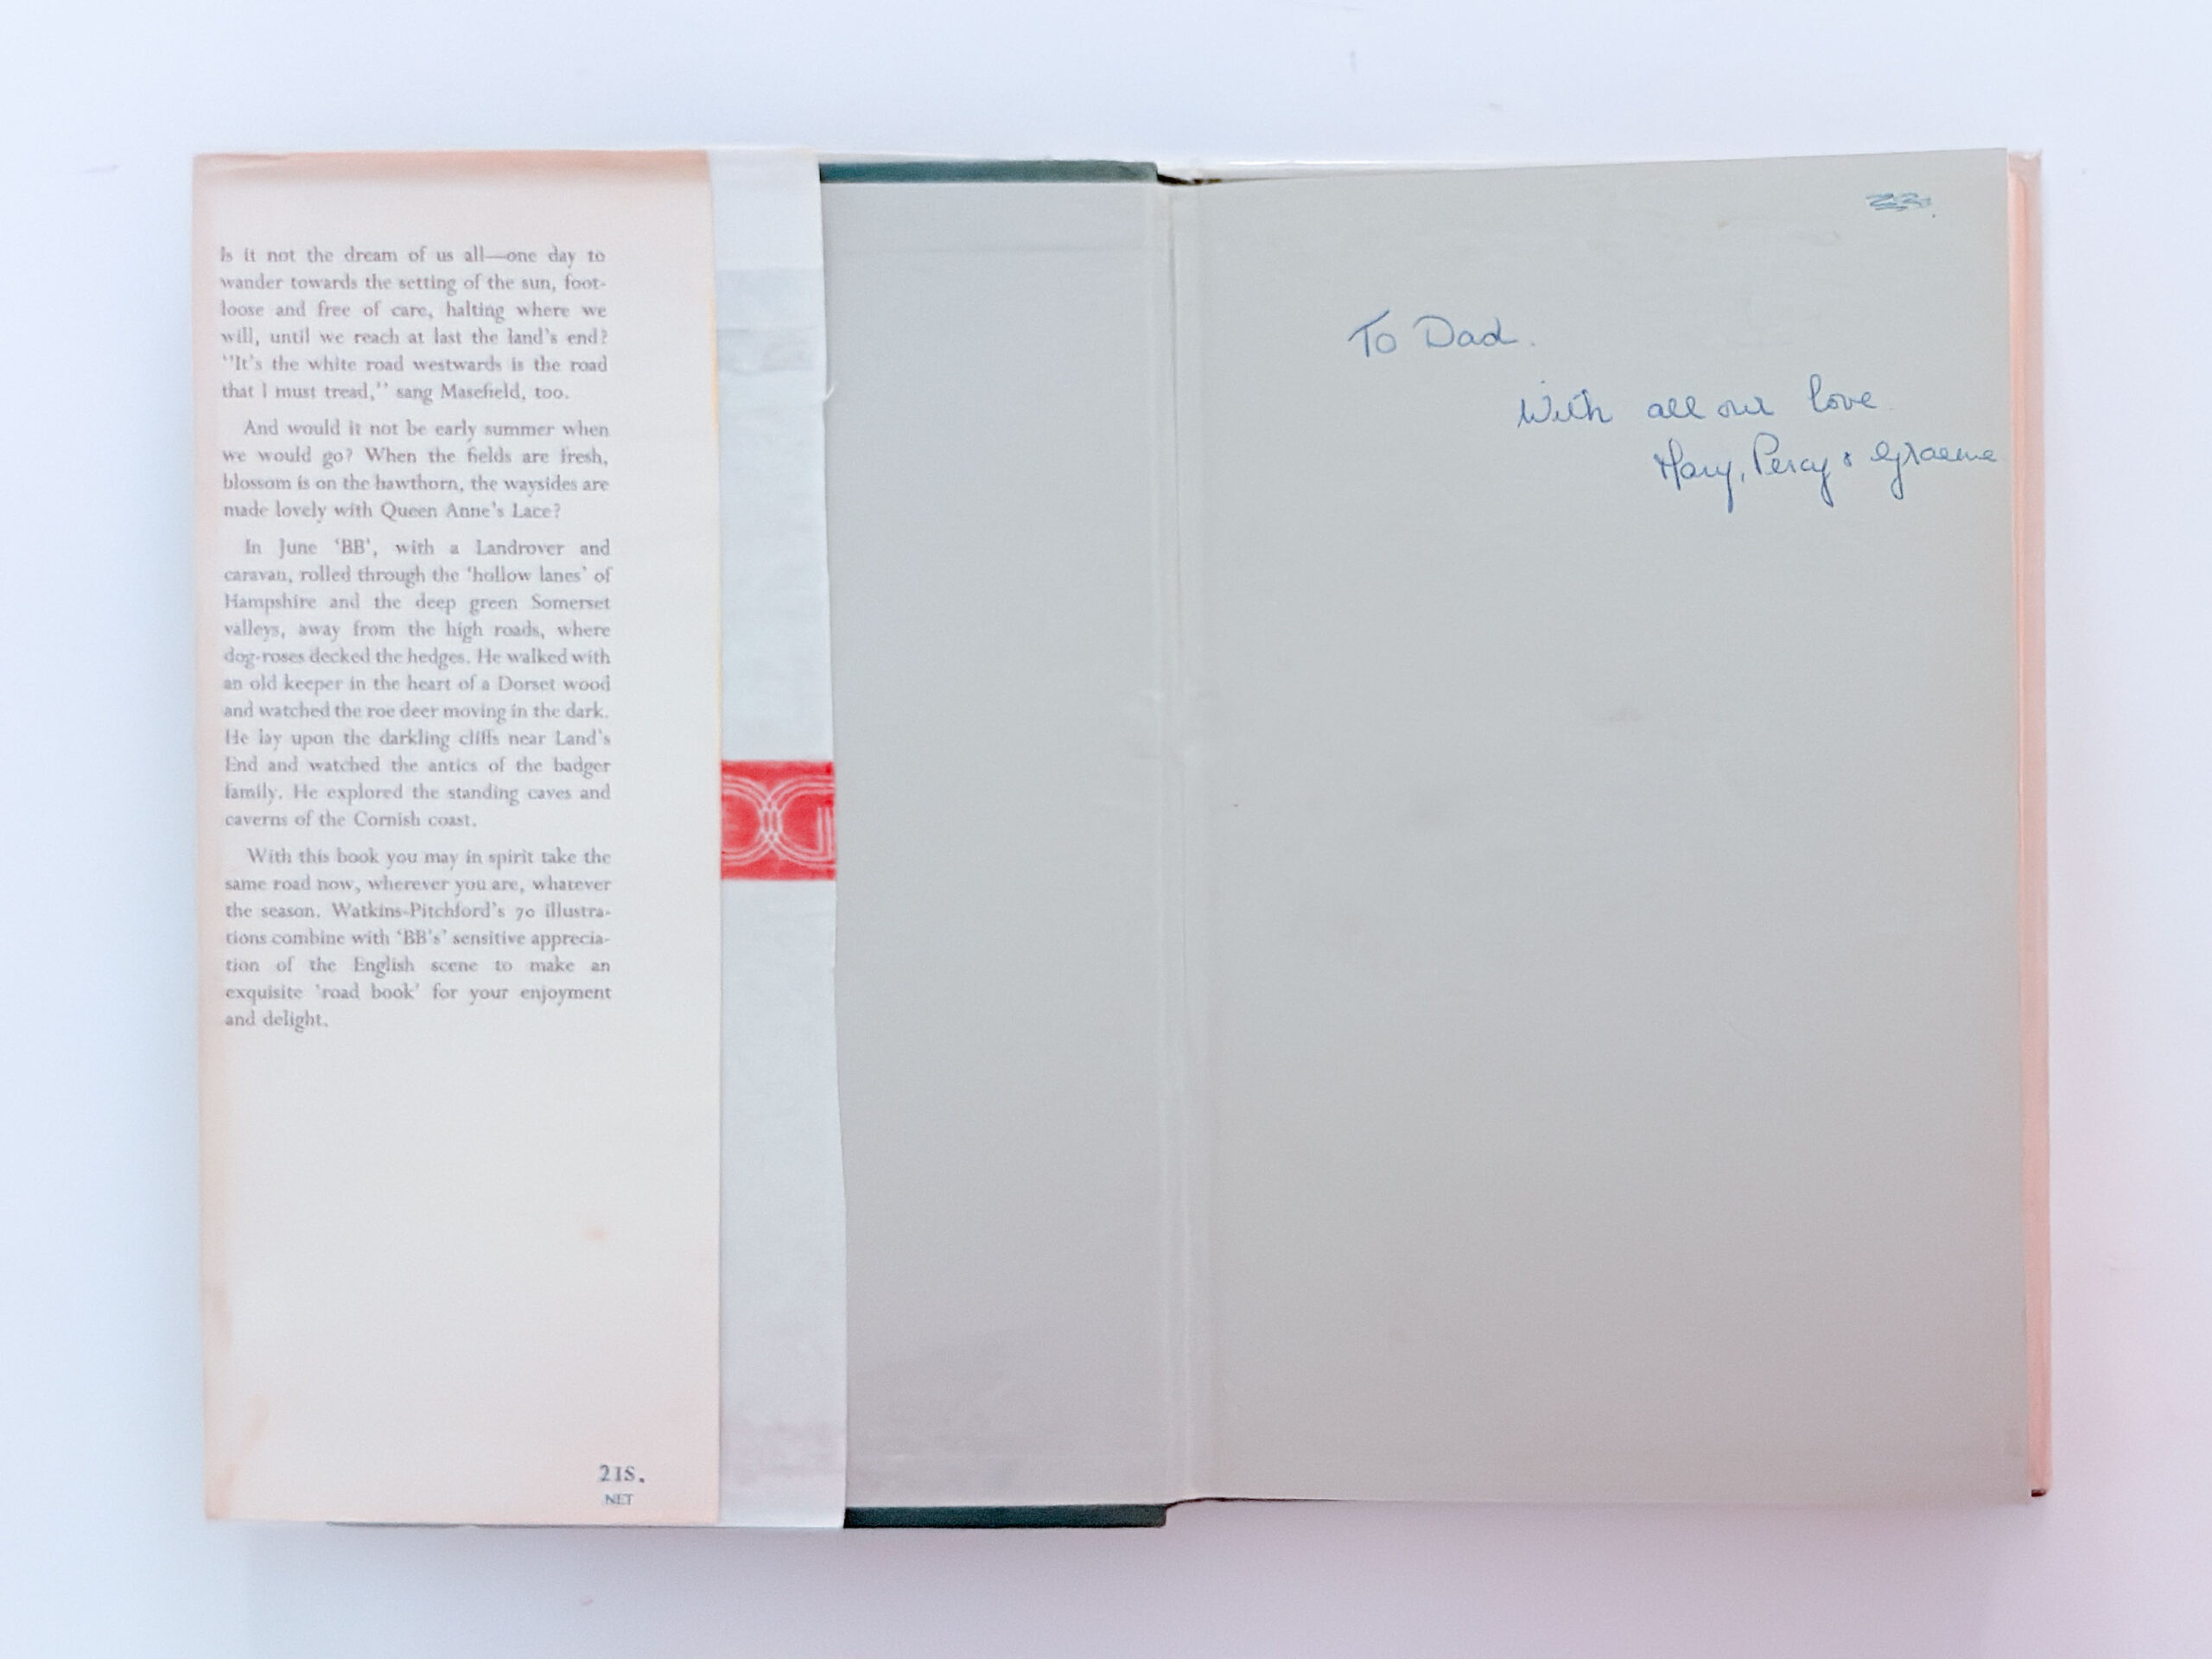 Is it not the dream of us all—one day to
wander towards the setting of the sun, foot-
loose and free of care, halting where we
will, until we reach at last the land's end?
"It's the white road westwards is the road
that I must tread," sang Masefield, too.
And would it not be early summer when
we would go? When the fields are fresh,
blossom is on the hawthorn, the waysides are
made lovely with Queen Anne's Lace?
In June 'BB', with a Landrover and
caravan, rolled through the 'hollow lanes' of
Hampshire and the deep green Somerset
valleys, away from the high roads, where
dog-roses decked the hedges. He walked with
an old keeper in the heart of a Dorset wood
and watched the roe deer moving in the dark.
He lay upon the darkling cliffs near Land's
End and watched the antics of the badger
family. He explored the standing caves and
caverns of the Cornish coast.
With this book you may in spirit take the
same road now, wherever you are, whatever
the season. Watkins-Pitchford's 70 illustra-
tions combine with 'BB's' sensitive apprecia-
tion of the English scene to make an
exquisite 'road book' for your enjoyment
and delight.
21S.
NET
To Dad.
With all our love
Mary, Percy & Graeme